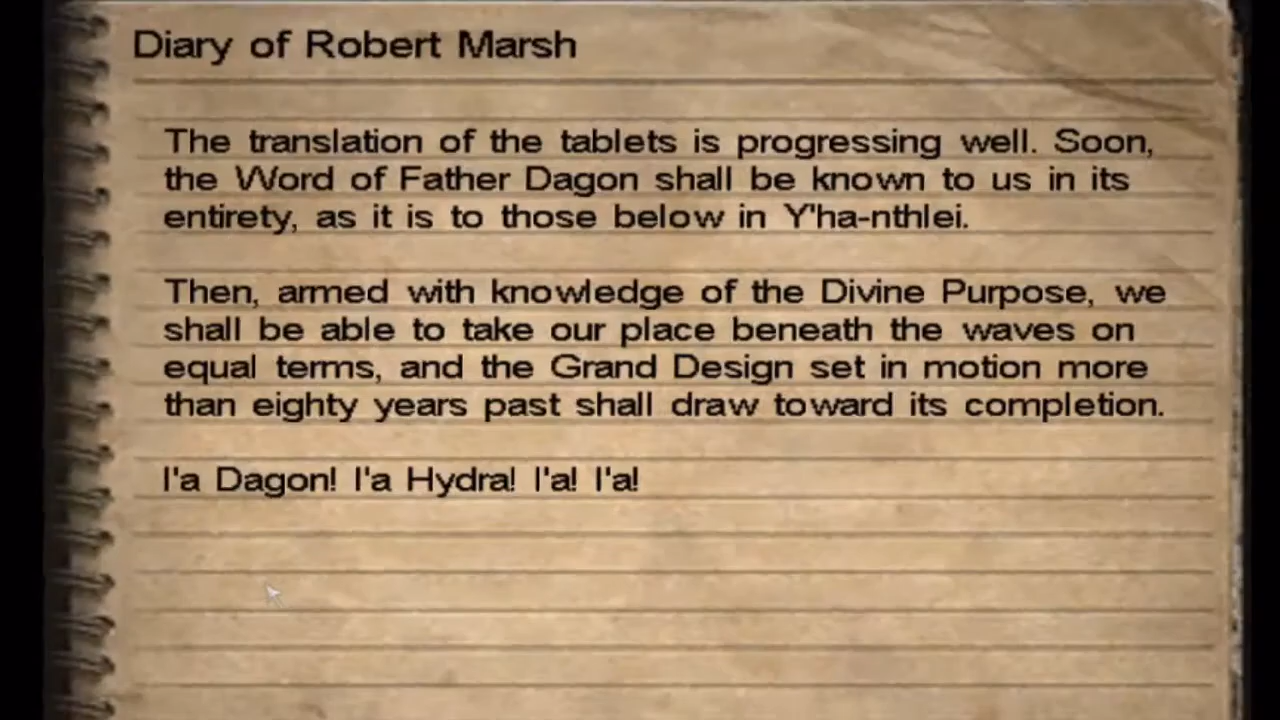 Diary of Robert Marsh
The translation of the tablets is progressing well. Soon,
the Word of Father Dagon shall be known to us in its
entirety, as it is to those below in Y'ha-nthlei.
Then, armed with knowledge of the Divine Purpose, we
shall be able to take our place beneath the waves on
equal terms, and the Grand Design set in motion more
than eighty years past shall draw toward its completion.
I'a Dagon! I'a Hydra! I'a! I'a!